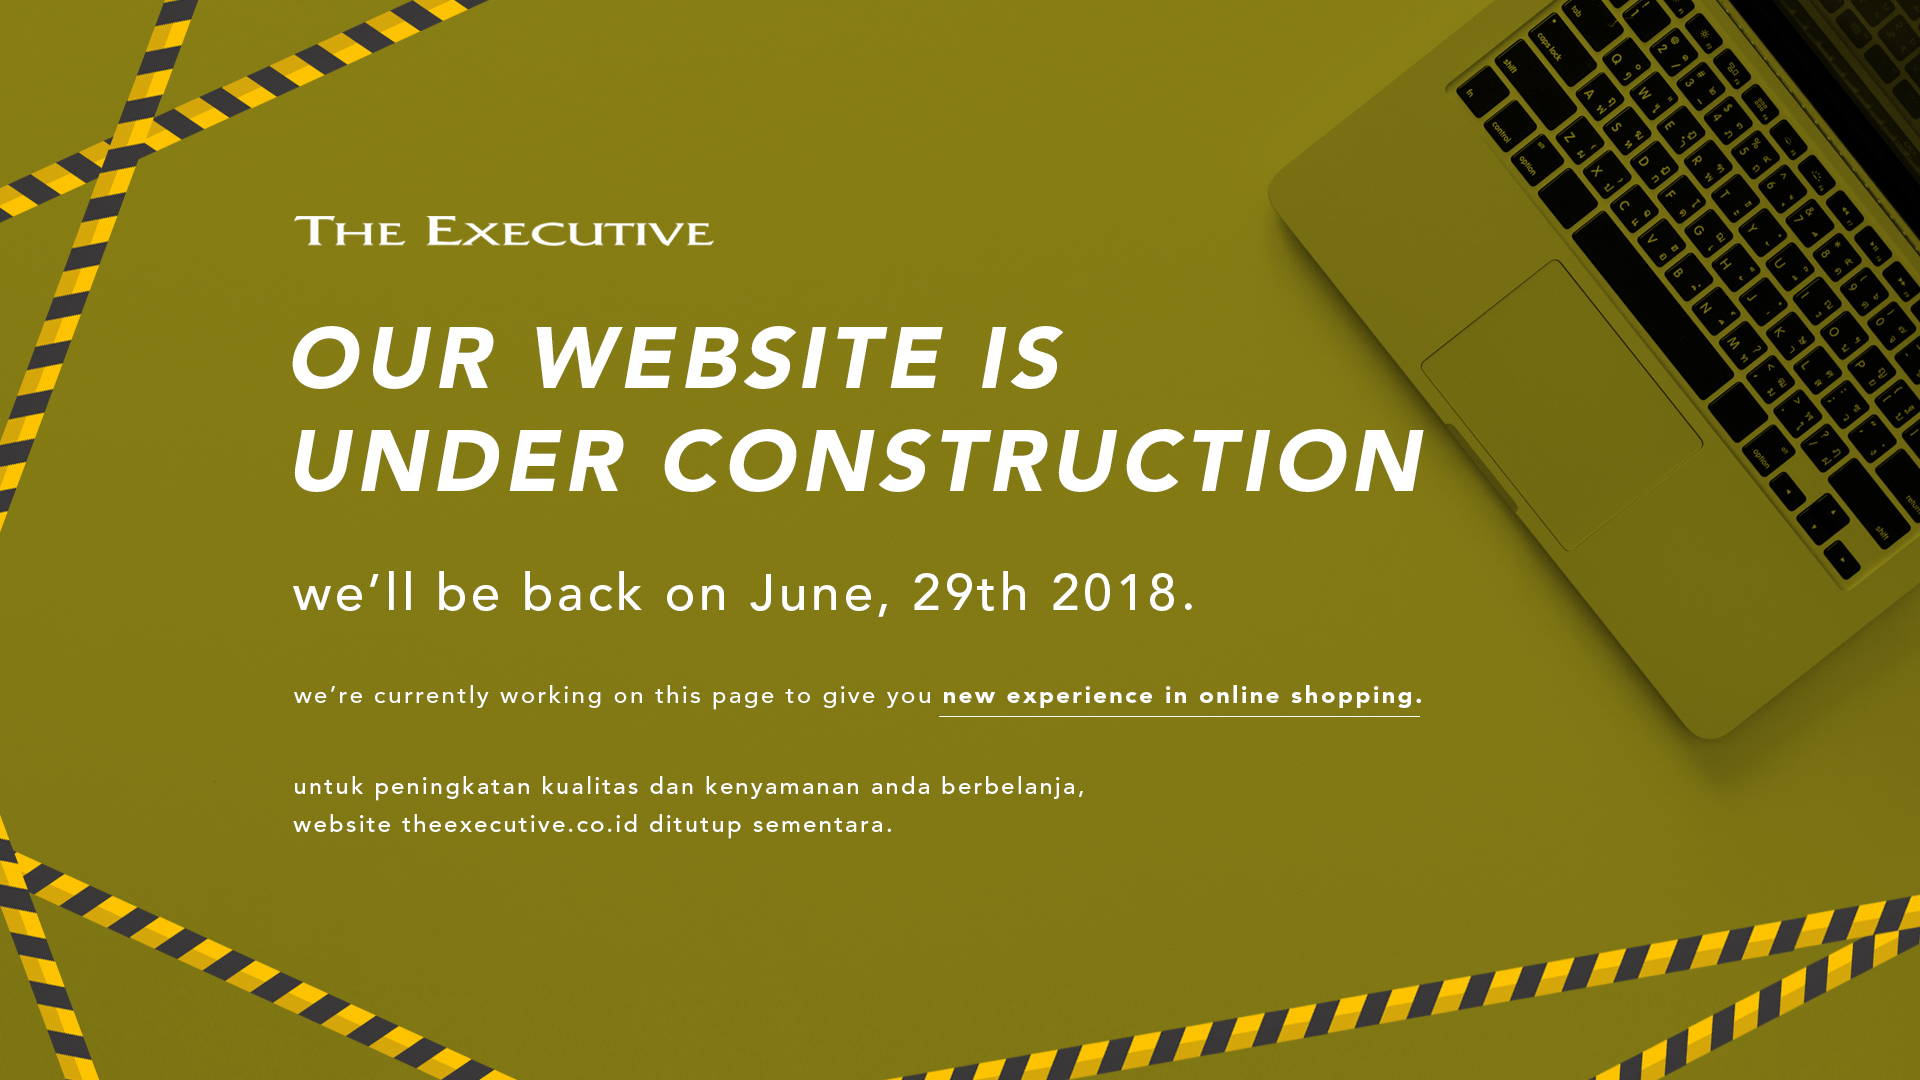 THE EXECUTIVE
OUR WEBSITE IS
UNDER CONSTRUCTION
we’ll be back on June, 29th 2018.
we’re currently working on this page to give you new experience in online shopping.
untuk peningkatan kualitas dan kenyamanan anda berbelanja,
website theexecutive.co.id ditutup sementara.